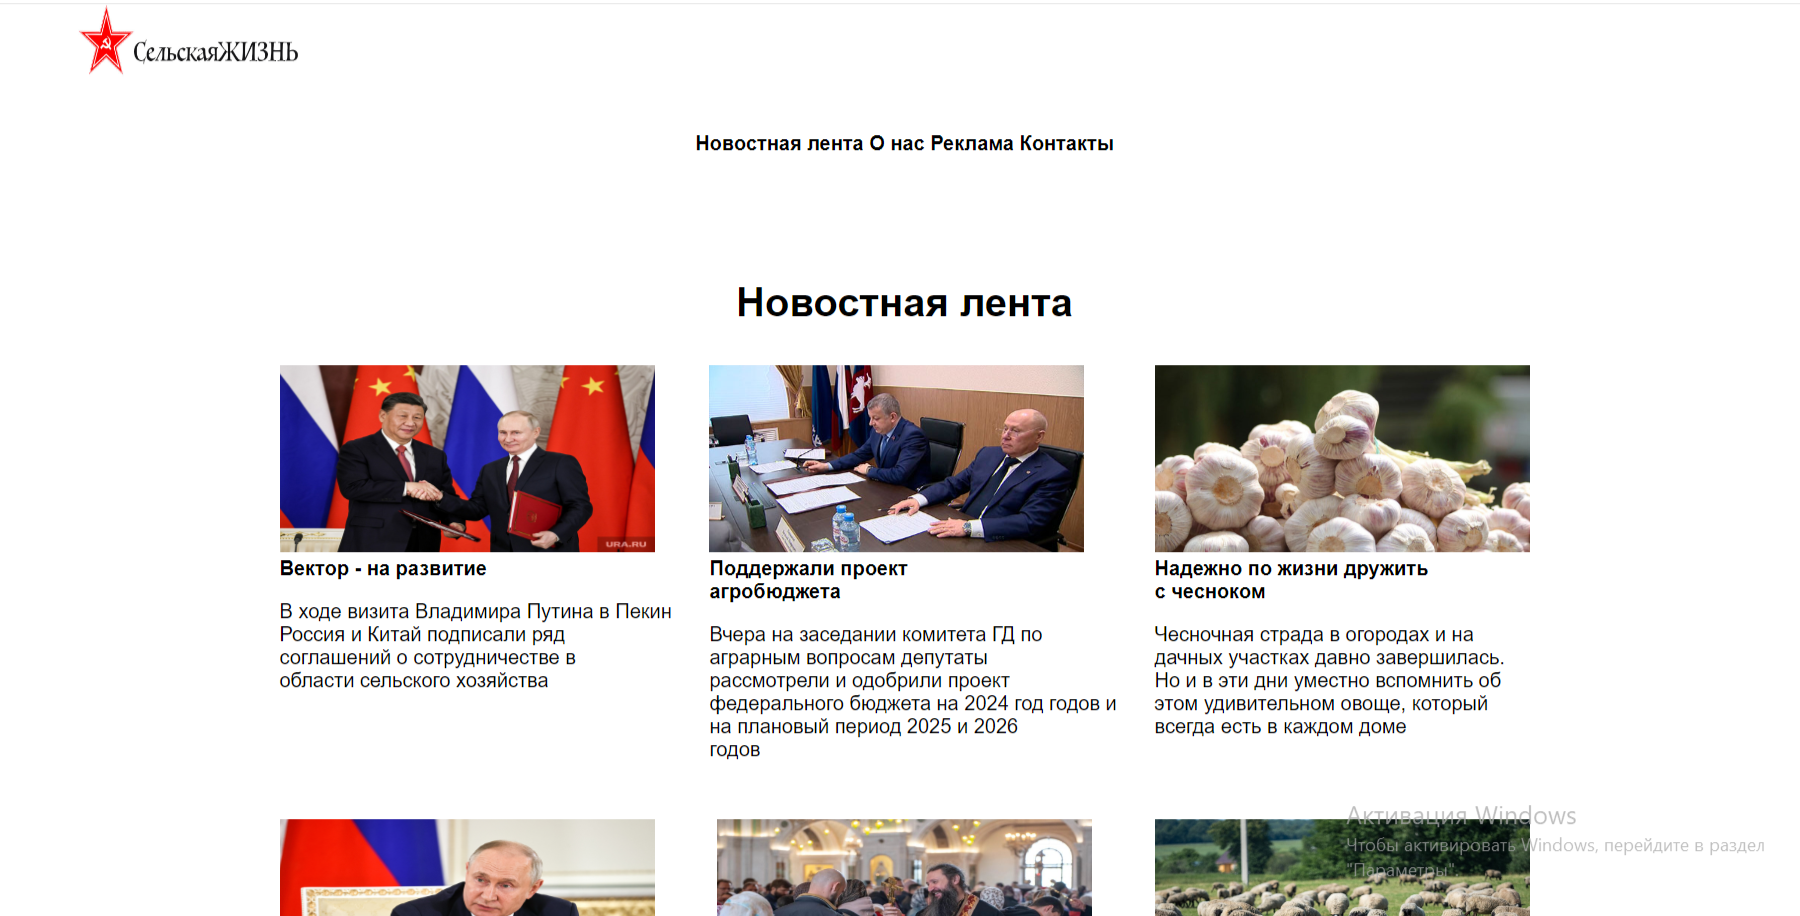 СельскаяЖИЗНЬ
Новостная лента О нас Реклама Контакты
Новостная лента
URA.RU
Вектор - на развитие
В ходе визита Владимира Путина в Пекин
Россия и Китай подписали ряд
соглашений о сотрудничестве в
области сельского хозяйства
Поддержали проект
агробюджета
Вчера на заседании комитета ГД по
аграрным вопросам депутаты
рассмотрели и одобрили проект
федерального бюджета на 2024 год годов и
на плановый период 2025 и 2026
годов
Надежно по жизни дружить
с чесноком
Чесночная страда в огородах и на
дачных участках давно завершилась.
Но и в эти дни уместно вспомнить об
этом удивительном овоще, который
всегда есть в каждом доме
Активация Windows
Чтобы активировать Windows, перейдите в раздел
"Параметры".